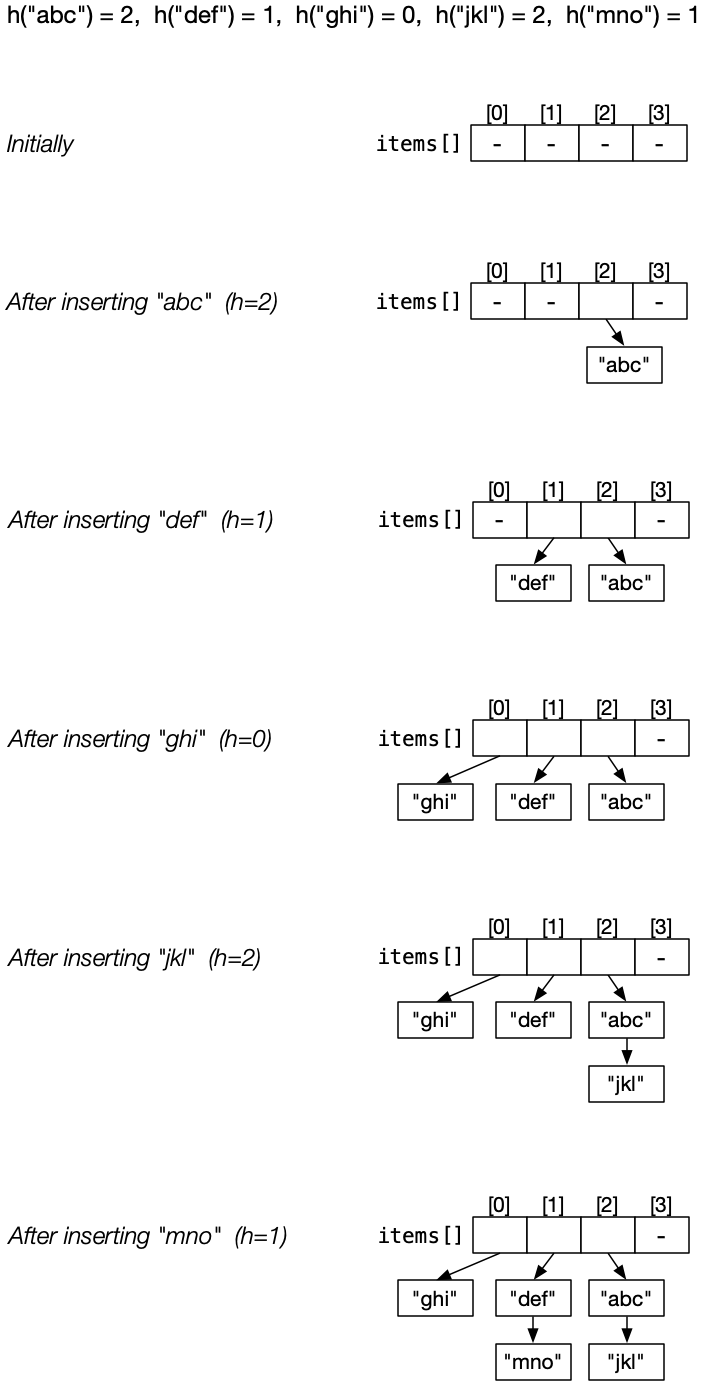 h("abc") = 2, h("def") = 1, h("ghi") = 0, h("jkl") = 2, h("mno") = 1
[0] [1] [2] [3]
Initially items[] - - - -
[0] [1] [2] [3]
After inserting "abc" (h=2) items[] - - -
"abc"
[0] [1] [2] [3]
After inserting "def" (h=1) items[] - -
"def" "abc"
[0] [1] [2] [3]
After inserting "ghi" (h=0) items[] -
"ghi" "def" "abc"
[0] [1] [2] [3]
After inserting "jkl" (h=2) items[] -
"ghi" "def" "abc"
"jkl"
[0] [1] [2] [3]
After inserting "mno" (h=1) items[] -
"ghi" "def" "abc"
"mno" "jkl"